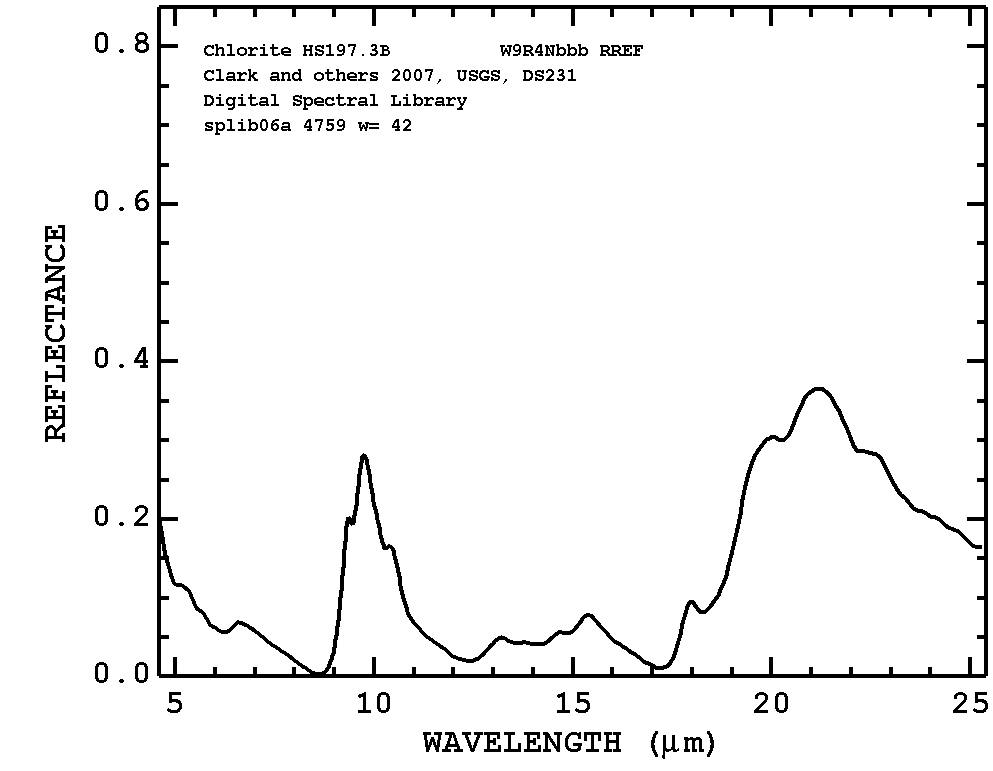 Chlorite HS197.3B W9R4Nbbb RREF
Clark and others 2007, USGS, DS231
Digital Spectral Library
splib06a 4759 w= 42
0.8
0.6
0.4
0.2
0.0
REFLECTANCE
5 10 15 20 25
WAVELENGTH (μm)